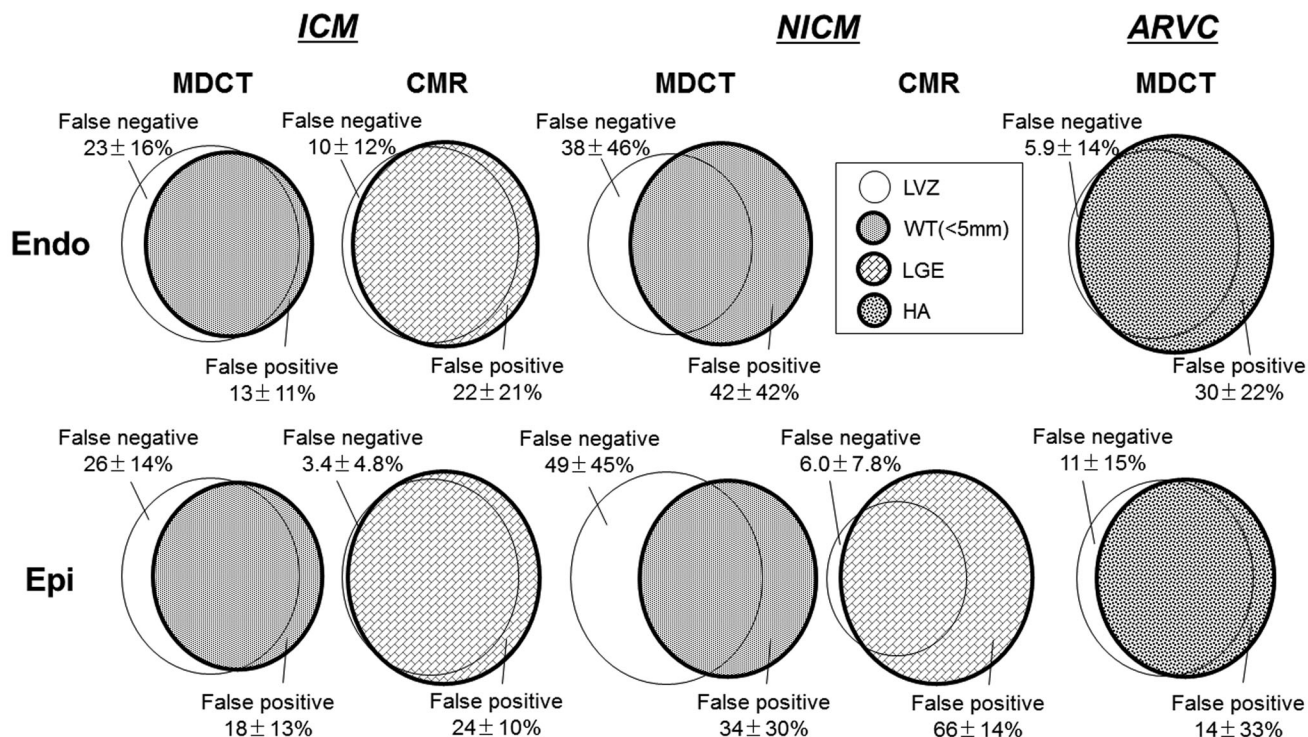 ICM NICM ARVC
MDCT CMR MDCT CMR MDCT
False negative
23±16%
False negative
10±12%
False negative
38±46%
False negative
5.9±14%
LVZ
WT(<5mm)
LGE
HA
Endo
False positive
13±11%
False positive
22±21%
False positive
42±42%
False positive
30±22%
False negative
26±14%
False negative
3.4±4.8%
False negative
49±45%
False negative
6.0±7.8%
False negative
11±15%
Epi
False positive
18±13%
False positive
24±10%
False positive
34±30%
False positive
66±14%
False positive
14±33%